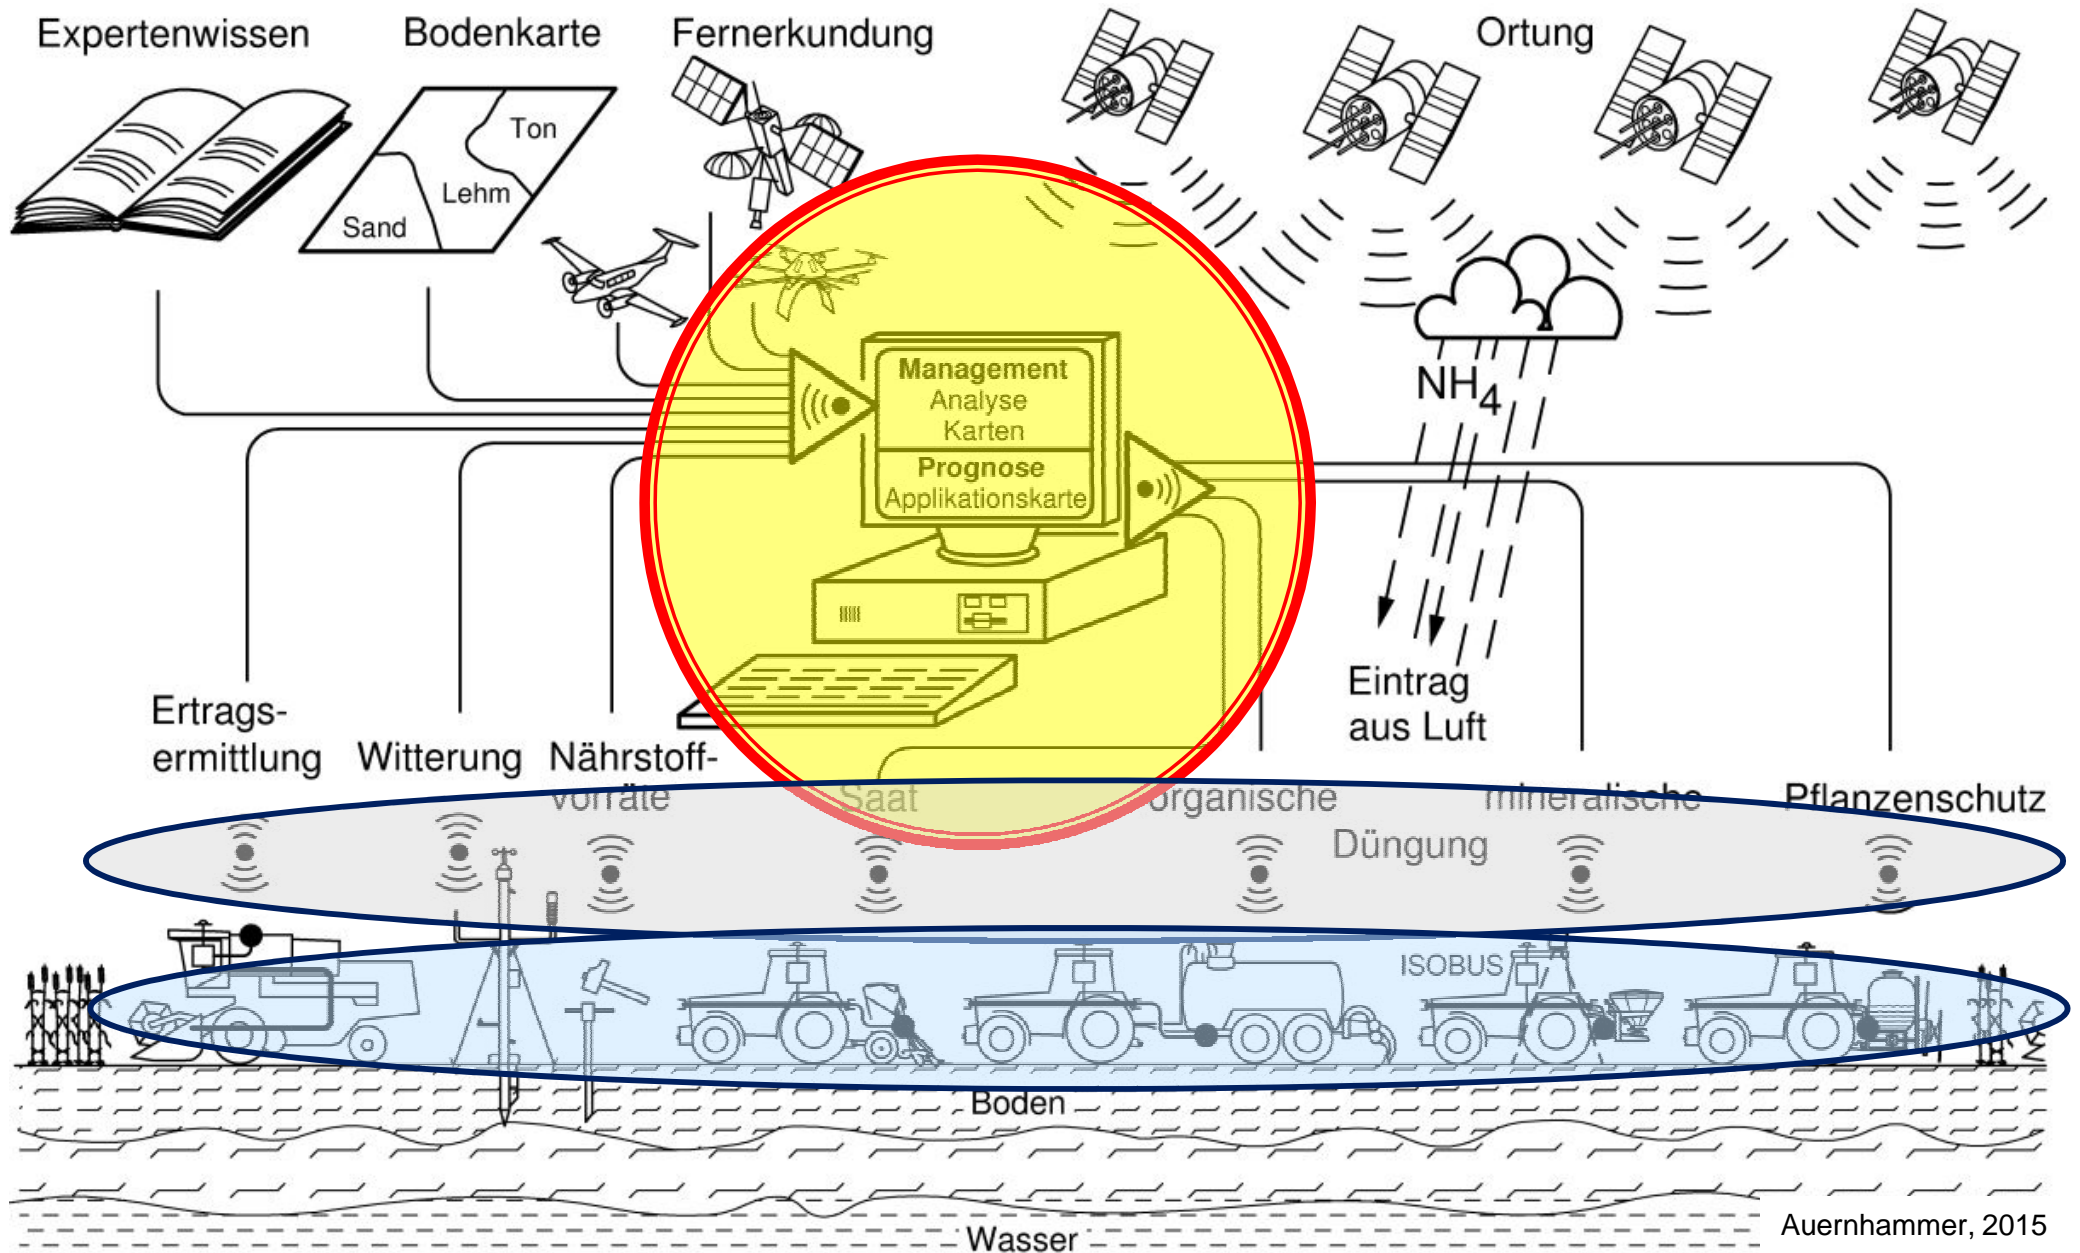 Expertenwissen
Bodenkarte
Fernerkundung
Ortung
Ton
Lehm
Sand
Management
Analyse
Karten
Prognose
Applikationskarte
NH4
Eintrag
aus Luft
Ertrags-
ermittlung
Witterung
Nährstoff-
vorräte
Saat
organische
mineralische
Düngung
Pflanzenschutz
ISOBUS
Boden
Wasser
Auernhammer, 2015